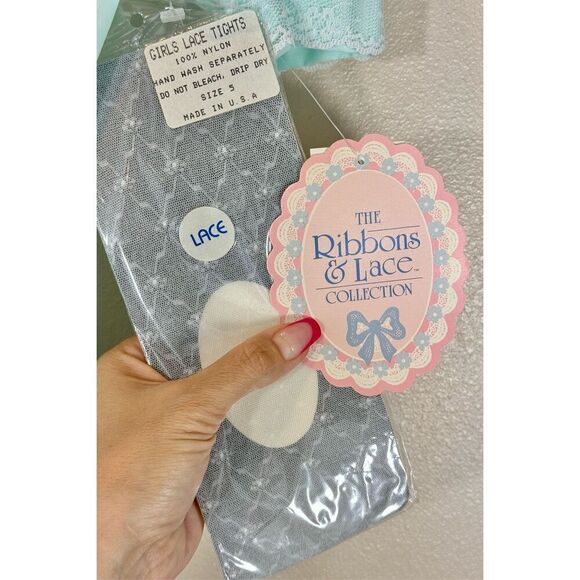 GIRLS LACE TIGHTS
100% NYLON
HAND WASH SEPARATELY
DO NOT BLEACH, DRIP DRY
SIZE 5
MADE IN U.S.A
LACE
THE
Ribbons
& Lace™
COLLECTION